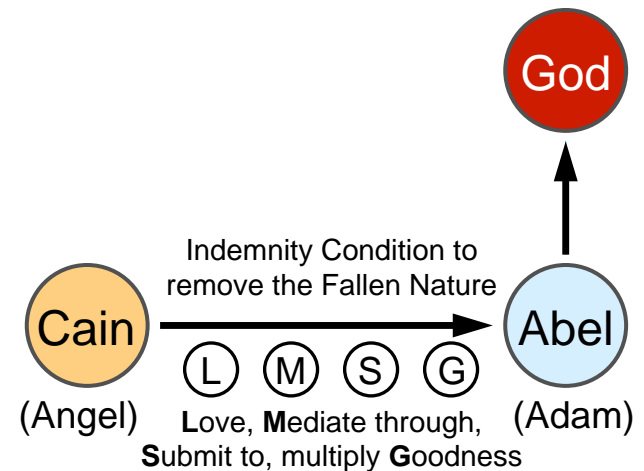 God
Indemnity Condition to
remove the Fallen Nature
Cain
Abel
L M S G
(Angel)
(Adam)
Love, Mediate through,
Submit to, multiply Goodness